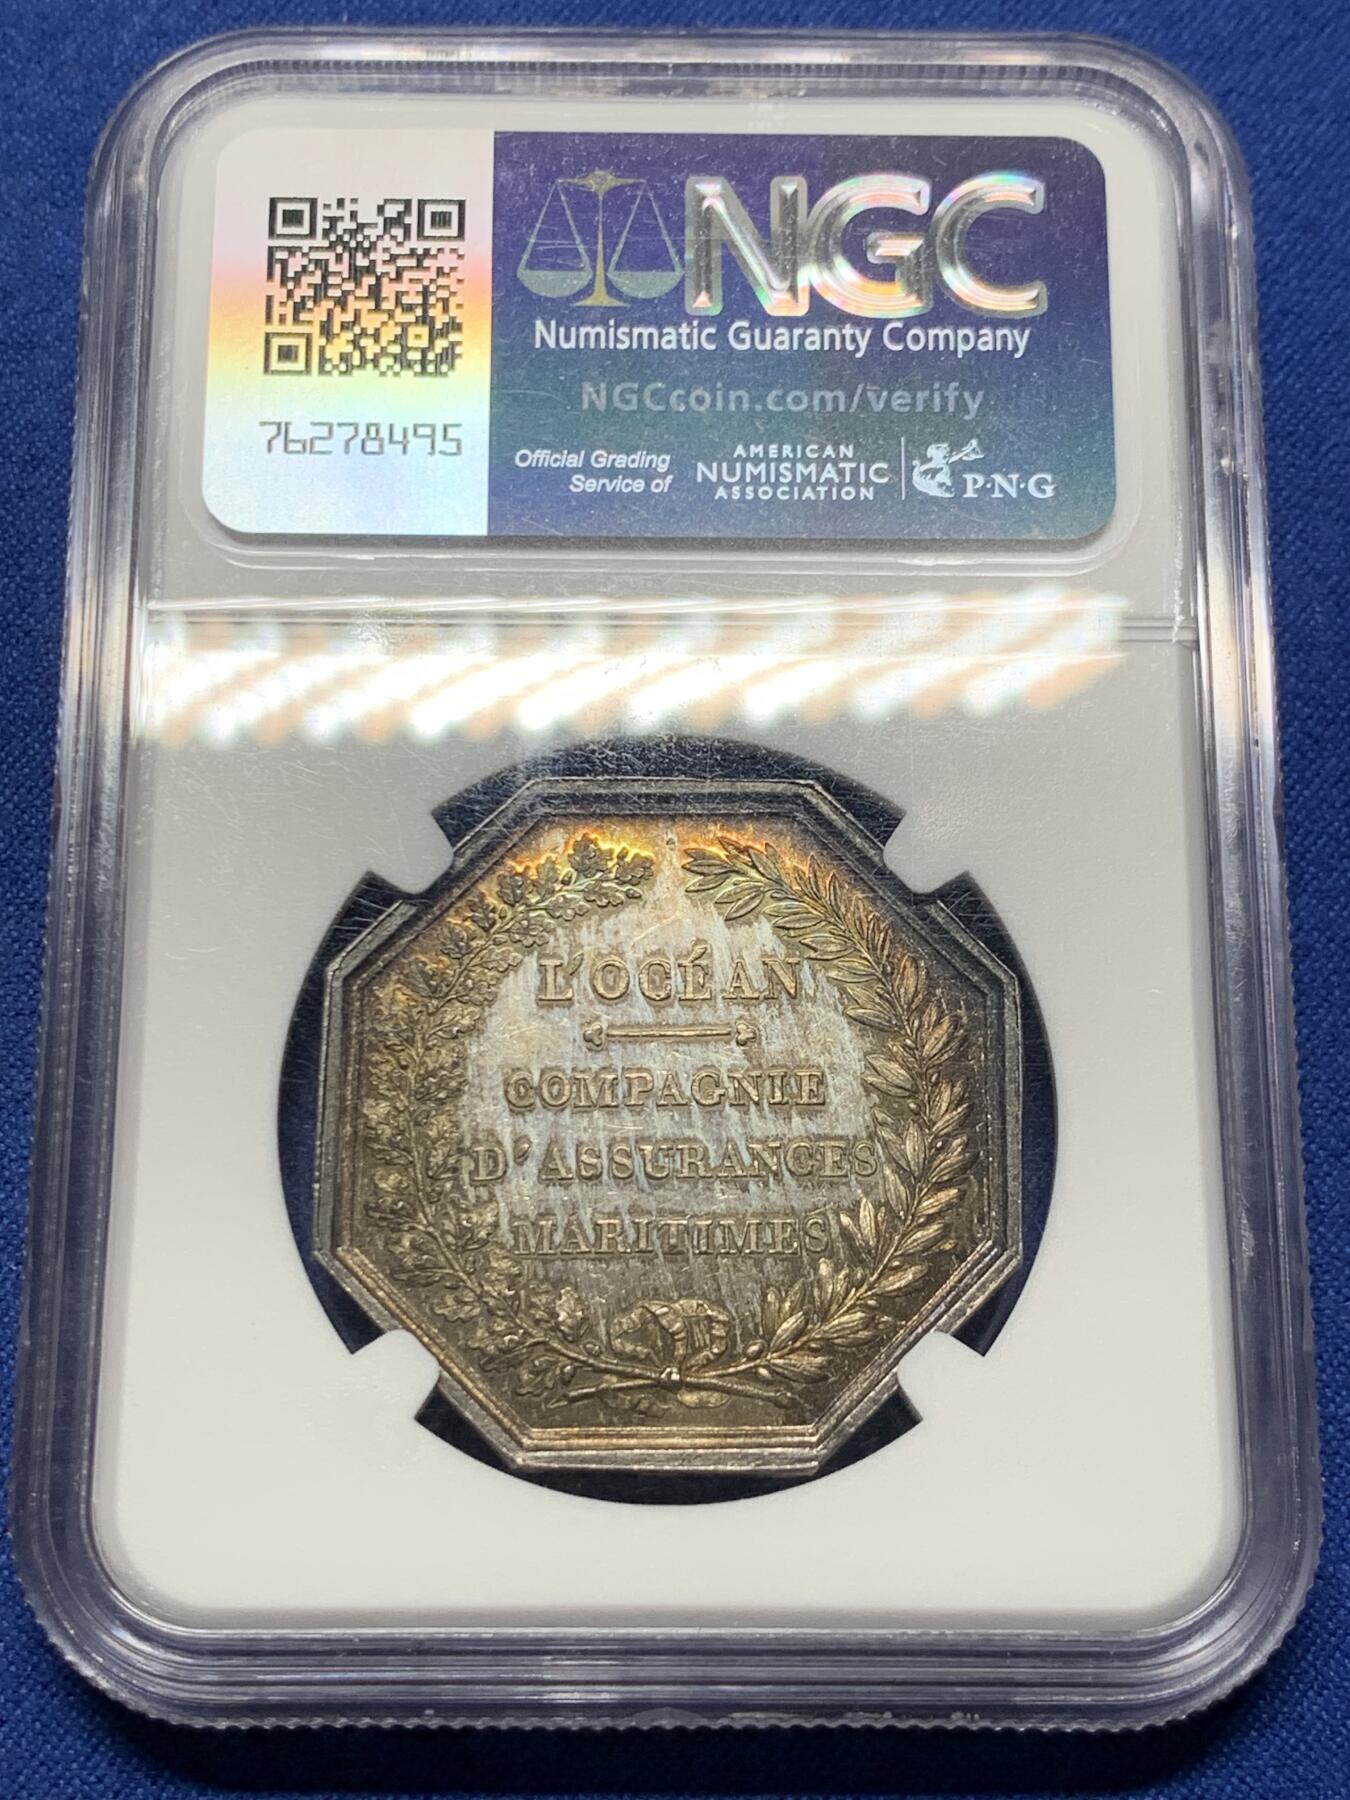 NGC
Numismatic Guaranty Company
NGCcoin.com/verify
76278495
Official Grading
Service of
AMERICAN
NUMISMATIC
ASSOCIATION
P·N·G
L'OCÉAN
COMPAGNIE
D'ASSURANCES
MARITIMES